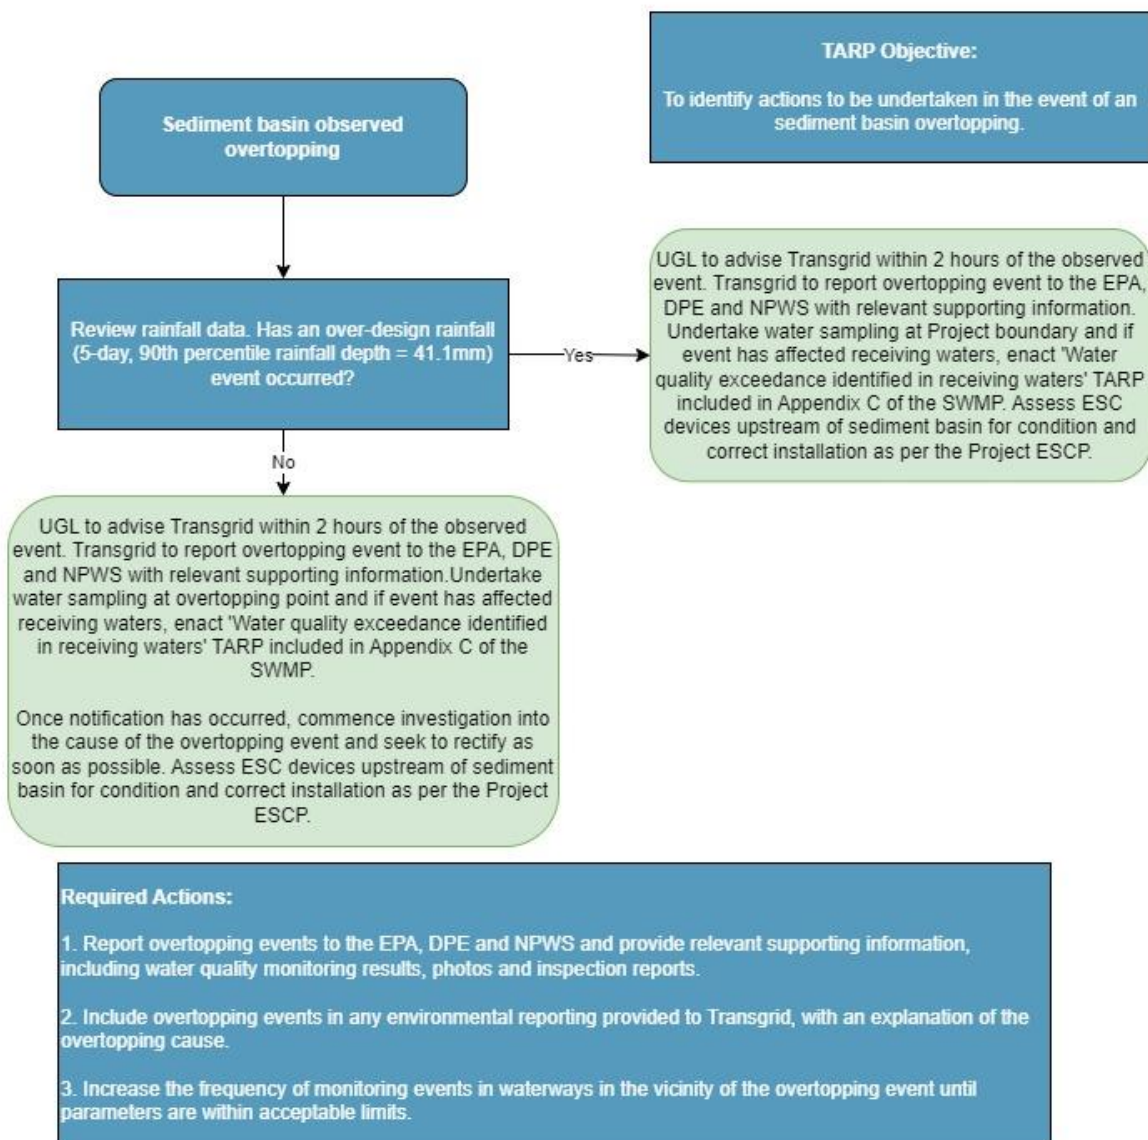 TARP Objective:
To identify actions to be undertaken in the event of an
sediment basin overtopping.
Sediment basin observed
overtopping
Review rainfall data. Has an over-design rainfall
(5-day, 90th percentile rainfall depth = 41.1mm)
event occurred?
Yes
UGL to advise Transgrid within 2 hours of the observed
event. Transgrid to report overtopping event to the EPA,
DPE and NPWS with relevant supporting information.
Undertake water sampling at Project boundary and if
event has affected receiving waters, enact 'Water
quality exceedance identified in receiving waters' TARP
included in Appendix C of the SWMP. Assess ESC
devices upstream of sediment basin for condition and
correct installation as per the Project ESCP.
No
UGL to advise Transgrid within 2 hours of the observed
event. Transgrid to report overtopping event to the EPA, DPE
and NPWS with relevant supporting information.Undertake
water sampling at overtopping point and if event has affected
receiving waters, enact 'Water quality exceedance identified
in receiving waters' TARP included in Appendix C of the
SWMP.
Once notification has occurred, commence investigation into
the cause of the overtopping event and seek to rectify as
soon as possible. Assess ESC devices upstream of sediment
basin for condition and correct installation as per the Project
ESCP.
Required Actions:
1. Report overtopping events to the EPA, DPE and NPWS and provide relevant supporting information,
including water quality monitoring results, photos and inspection reports.
2. Include overtopping events in any environmental reporting provided to Transgrid, with an explanation of the
overtopping cause.
3. Increase the frequency of monitoring events in waterways in the vicinity of the overtopping event until
parameters are within acceptable limits.